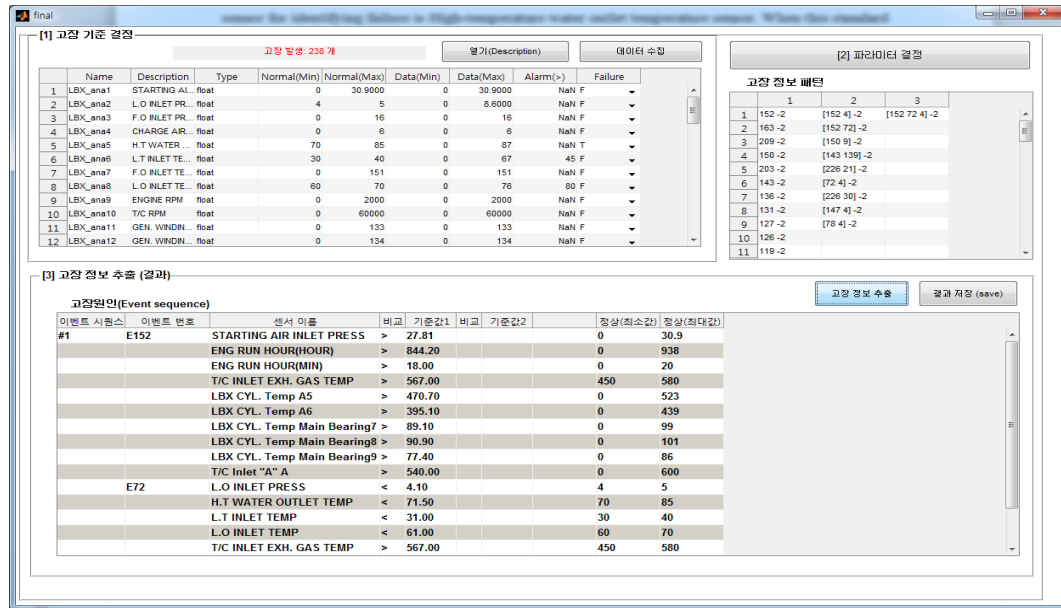 final
sensor for identifying failure is High-temperature water outlet temperature sensor. When this standard
[1] 고장 기준 결정
고장 발생: 238 개
열기(Description)
데이터 수정
Name Description Type Normal(Min) Normal(Max) Data(Min) Data(Max) Alarm(>) Failure
1 LBX_ana1 STARTING AI... float 0 30.9000 0 30.9000 NaN F
2 LBX_ana2 L.O INLET PR... float 4 5 0 8.6000 NaN F
3 LBX_ana3 F.O INLET PR... float 0 16 0 16 NaN F
4 LBX_ana4 CHARGE AIR... float 0 6 0 6 NaN F
5 LBX_ana5 H.T WATER ... float 70 85 0 87 NaN T
6 LBX_ana6 L.T INLET TE... float 30 40 0 67 45 F
7 LBX_ana7 F.O INLET TE... float 0 151 0 151 NaN F
8 LBX_ana8 L.O INLET TE... float 60 70 0 76 80 F
9 LBX_ana9 ENGINE RPM float 0 2000 0 2000 NaN F
10 LBX_ana10 T/C RPM float 0 60000 0 60000 NaN F
11 LBX_ana11 GEN. WINDIN... float 0 133 0 133 NaN F
12 LBX_ana12 GEN. WINDIN... float 0 134 0 134 NaN F
[2] 파라미터 결정
고장 정보 패턴
1 2 3
1 152 -2 [152 4] -2 [152 72 4] -2
2 163 -2 [152 72] -2
3 209 -2 [150 9] -2
4 150 -2 [143 139] -2
5 203 -2 [226 21] -2
6 143 -2 [72 4] -2
7 136 -2 [226 30] -2
8 131 -2 [147 4] -2
9 127 -2 [78 4] -2
10 126 -2
11 119 -2
[3] 고장 정보 추출 (결과)
고장 정보 추출
결과 저장 (save)
고장원인(Event sequence)
이벤트 시퀀스 이벤트 번호 센서 이름 비교 기준값1 비교 기준값2 정상(최소값) 정상(최대값)
#1 E152 STARTING AIR INLET PRESS > 27.81 0 30.9
ENG RUN HOUR(HOUR) > 844.20 0 938
ENG RUN HOUR(MIN) > 18.00 0 20
T/C INLET EXH. GAS TEMP > 567.00 450 580
LBX CYL. Temp A5 > 470.70 0 523
LBX CYL. Temp A6 > 395.10 0 439
LBX CYL. Temp Main Bearing7 > 89.10 0 99
LBX CYL. Temp Main Bearing8 > 90.90 0 101
LBX CYL. Temp Main Bearing9 > 77.40 0 86
T/C Inlet "A" A > 540.00 0 600
E72 L.O INLET PRESS < 4.10 4 5
H.T WATER OUTLET TEMP < 71.50 70 85
L.T INLET TEMP < 31.00 30 40
L.O INLET TEMP < 61.00 60 70
T/C INLET EXH. GAS TEMP > 567.00 450 580